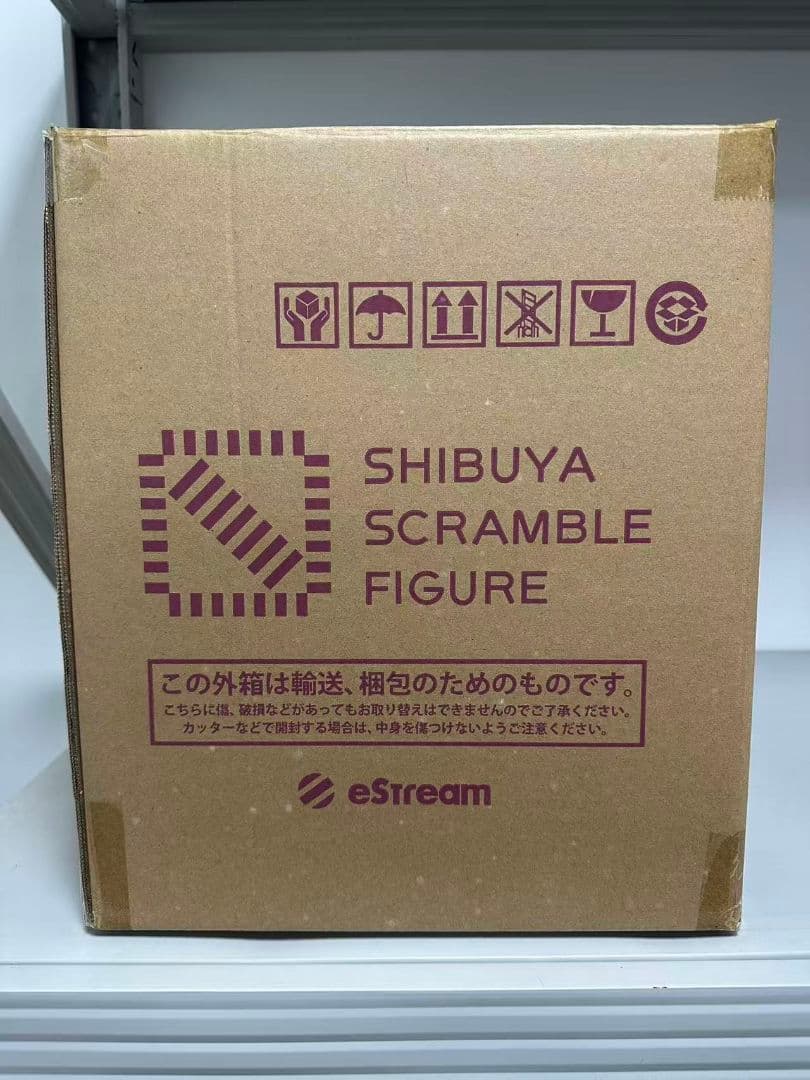 SHIBUYA
SCRAMBLE
FIGURE
この外箱は輸送、梱包のためのものです。
こちらに傷、破損などがあってもお取り替えはできませんのでご了承ください。
カッターなどで開封する場合は、中身を傷つけないようご注意ください。
eStream